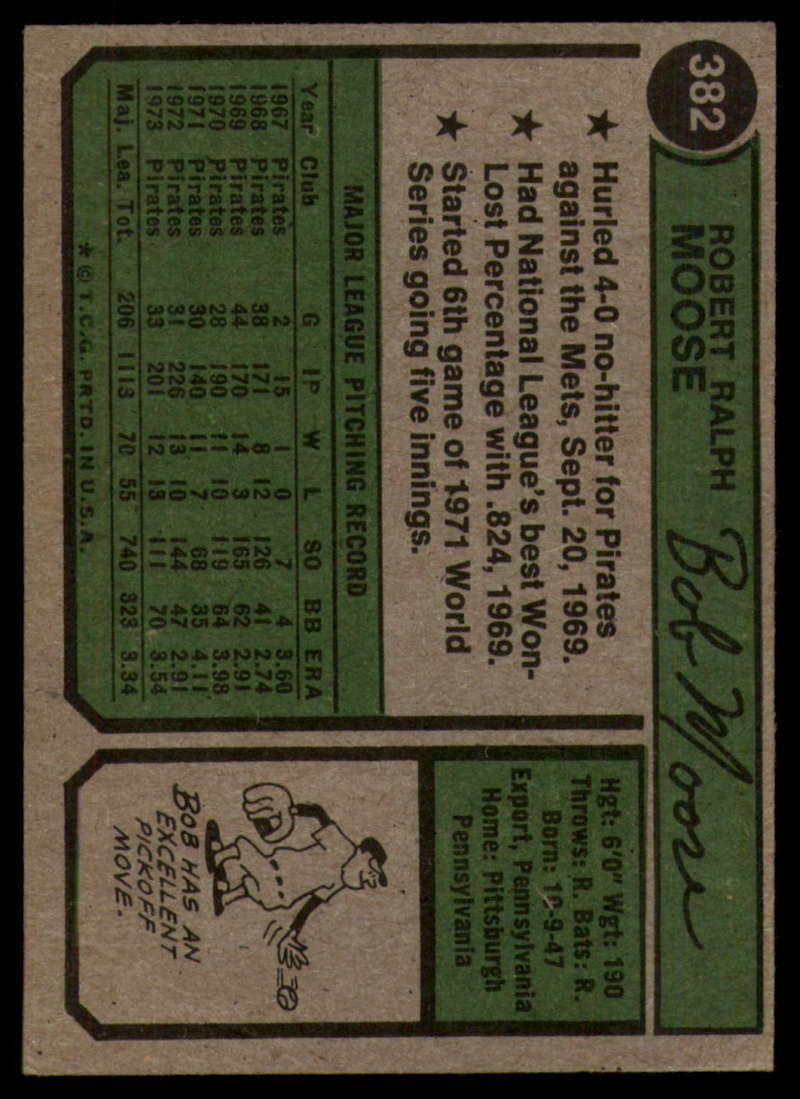 382
ROBERT RALPH
MOOSE
Bob Moose
★ Hurled 4-0 no-hitter for Pirates
against the Mets, Sept. 20, 1969.
★ Had National League's best Won-
Lost Percentage with .824, 1969.
★ Started 6th game of 1971 World
Series going five innings.
MAJOR LEAGUE PITCHING RECORD
Year Club G IP W L SO BB ERA
1967 Pirates 2 15 1 0 7 4 3.60
1968 Pirates 38 171 8 12 126 41 2.74
1969 Pirates 44 170 14 3 165 62 2.91
1970 Pirates 28 190 11 10 119 64 3.98
1971 Pirates 30 140 11 7 68 35 4.11
1972 Pirates 31 226 13 10 144 47 2.91
1973 Pirates 33 201 12 13 111 70 3.54
Maj. Lea. Tot. 206 1113 70 55 740 323 3.34
* © T.C.G. PRTD. IN U.S.A.
Hgt: 6'0" Wgt: 190
Throws: R. Bats: R.
Born: 10-9-47
Export, Pennsylvania
Home: Pittsburgh
Pennsylvania
BOB HAS AN
EXCELLENT
PICKOFF
MOVE.